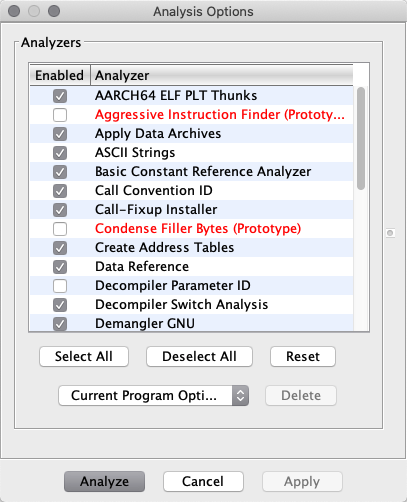 Analysis Options
Analyzers
Enabled Analyzer
AARCH64 ELF PLT Thunks
Aggressive Instruction Finder (Prototy...
Apply Data Archives
ASCII Strings
Basic Constant Reference Analyzer
Call Convention ID
Call-Fixup Installer
Condense Filler Bytes (Prototype)
Create Address Tables
Data Reference
Decompiler Parameter ID
Decompiler Switch Analysis
Demangler GNU
Select All Deselect All Reset
Current Program Opti... Delete
Analyze Cancel Apply